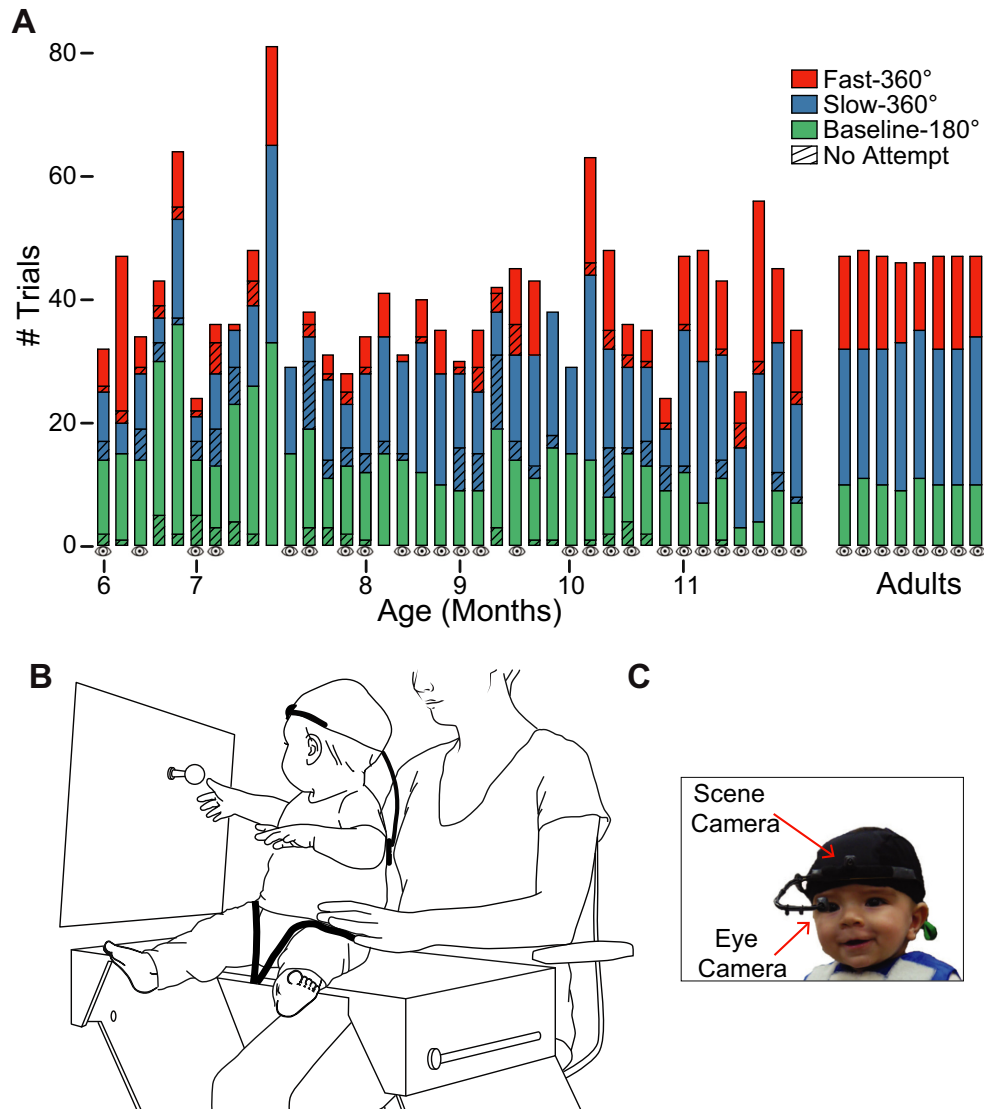 A
80
60
40
20
0
# Trials
Fast-360°
Slow-360°
Baseline-180°
No Attempt
6 7 8 9 10 11
Age (Months)
Adults
B
C
Scene
Camera
Eye
Camera